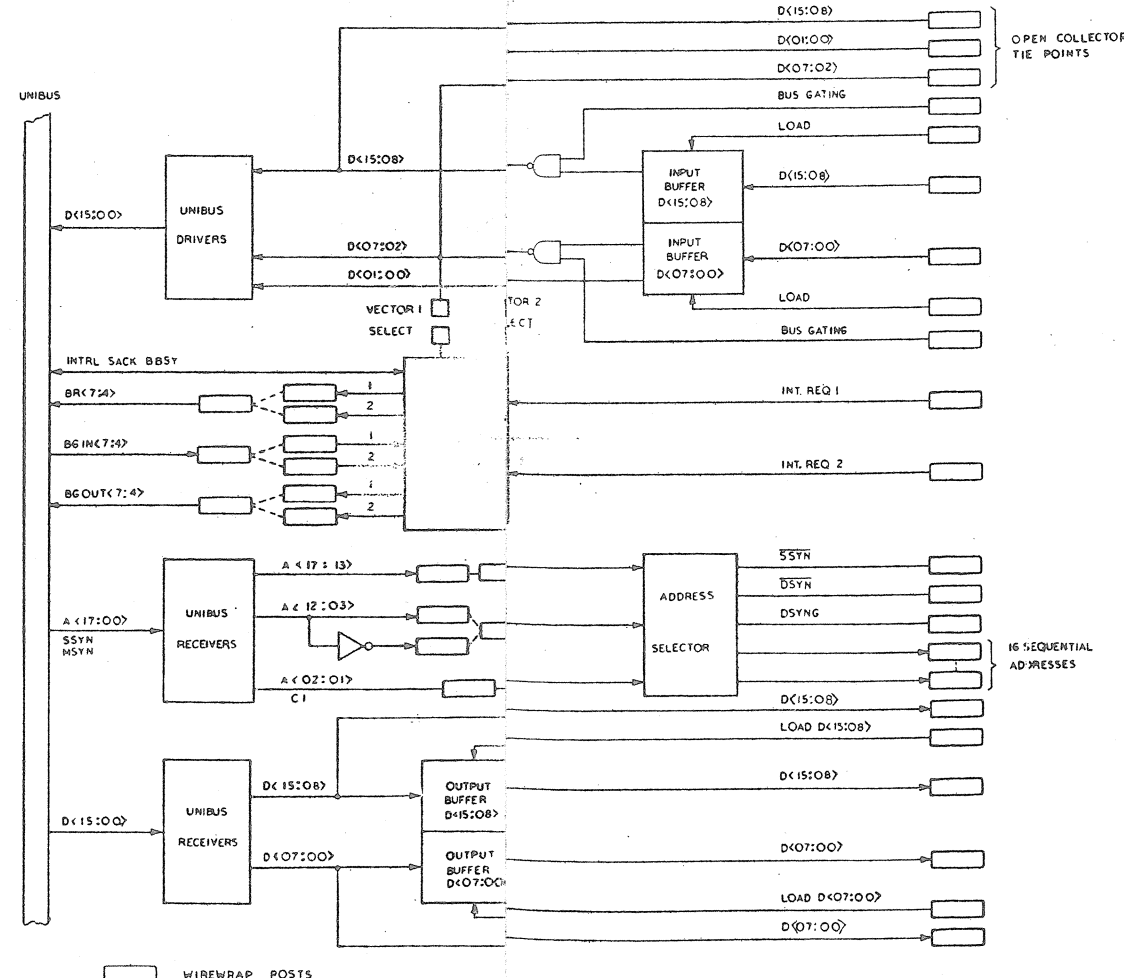 D<15:08>
D<01:00>
OPEN COLLECTOR
TIE POINTS
D<07:02>
UNIBUS
BUS GATING
LOAD
D<15:08>
INPUT
BUFFER
D<15:08>
D<15:08>
UNIBUS
DRIVERS
D<15:00>
D<07:02>
INPUT
BUFFER
D<07:00>
D<07:00>
D<01:00>
LOAD
VECTOR 1
SELECT
TOR 2
ECT
BUS GATING
INTRL SACK BBSY
BR<7:4>
1
2
INT. REQ 1
BG IN<7:4>
1
2
INT. REQ 2
BG OUT<7:4>
1
2
A<17:13>
SSYN
DSYN
DSYNG
A<12:03>
ADDRESS
SELECTOR
UNIBUS
RECEIVERS
A<17:00>
SSYN
MSYN
16 SEQUENTIAL
ADDRESSES
A<02:01>
C1
D<15:08>
LOAD D<15:08>
D<15:08>
D<15:08>
OUTPUT
BUFFER
D<15:08>
UNIBUS
RECEIVERS
D<15:00>
D<07:00>
OUTPUT
BUFFER
D<07:00
D<07:00>
LOAD D<07:00>
D<07:00>
WIREWRAP POSTS